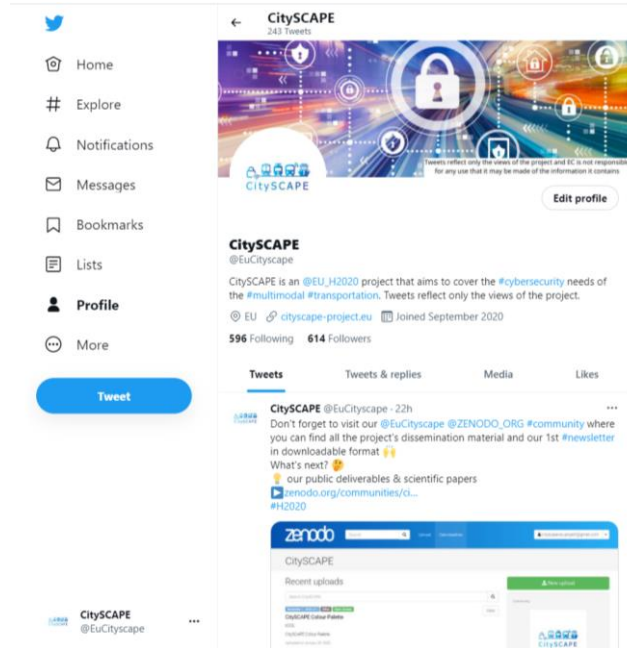 CitySCAPE
243 Tweets
Home
Explore
Notifications
Messages
Bookmarks
Lists
Profile
More
Tweet
CitySCAPE
Tweets reflect only the views of the project and EC is not responsible
for any use that it may be made of the information it contains
Edit profile
CitySCAPE
@EuCityscape
CitySCAPE is an @EU_H2020 project that aims to cover the #cybersecurity needs of
the #multimodal #transportation. Tweets reflect only the views of the project.
EU cityscape-project.eu Joined September 2020
596 Following 614 Followers
Tweets Tweets & replies Media Likes
CitySCAPE @EuCityscape · 22h
Don't forget to visit our @EuCityscape @ZENODO_ORG #community where
you can find all the project's dissemination material and our 1st #newsletter
in downloadable format 🙌
What's next? 🤔
💡 our public deliverables & scientific papers
▶zenodo.org/communities/ci...
#H2020
zenodo
CitySCAPE
Recent uploads
New upload
CitySCAPE Colour Palette
CitySCAPE Colour Palette
CitySCAPE
CitySCAPE
@EuCityscape